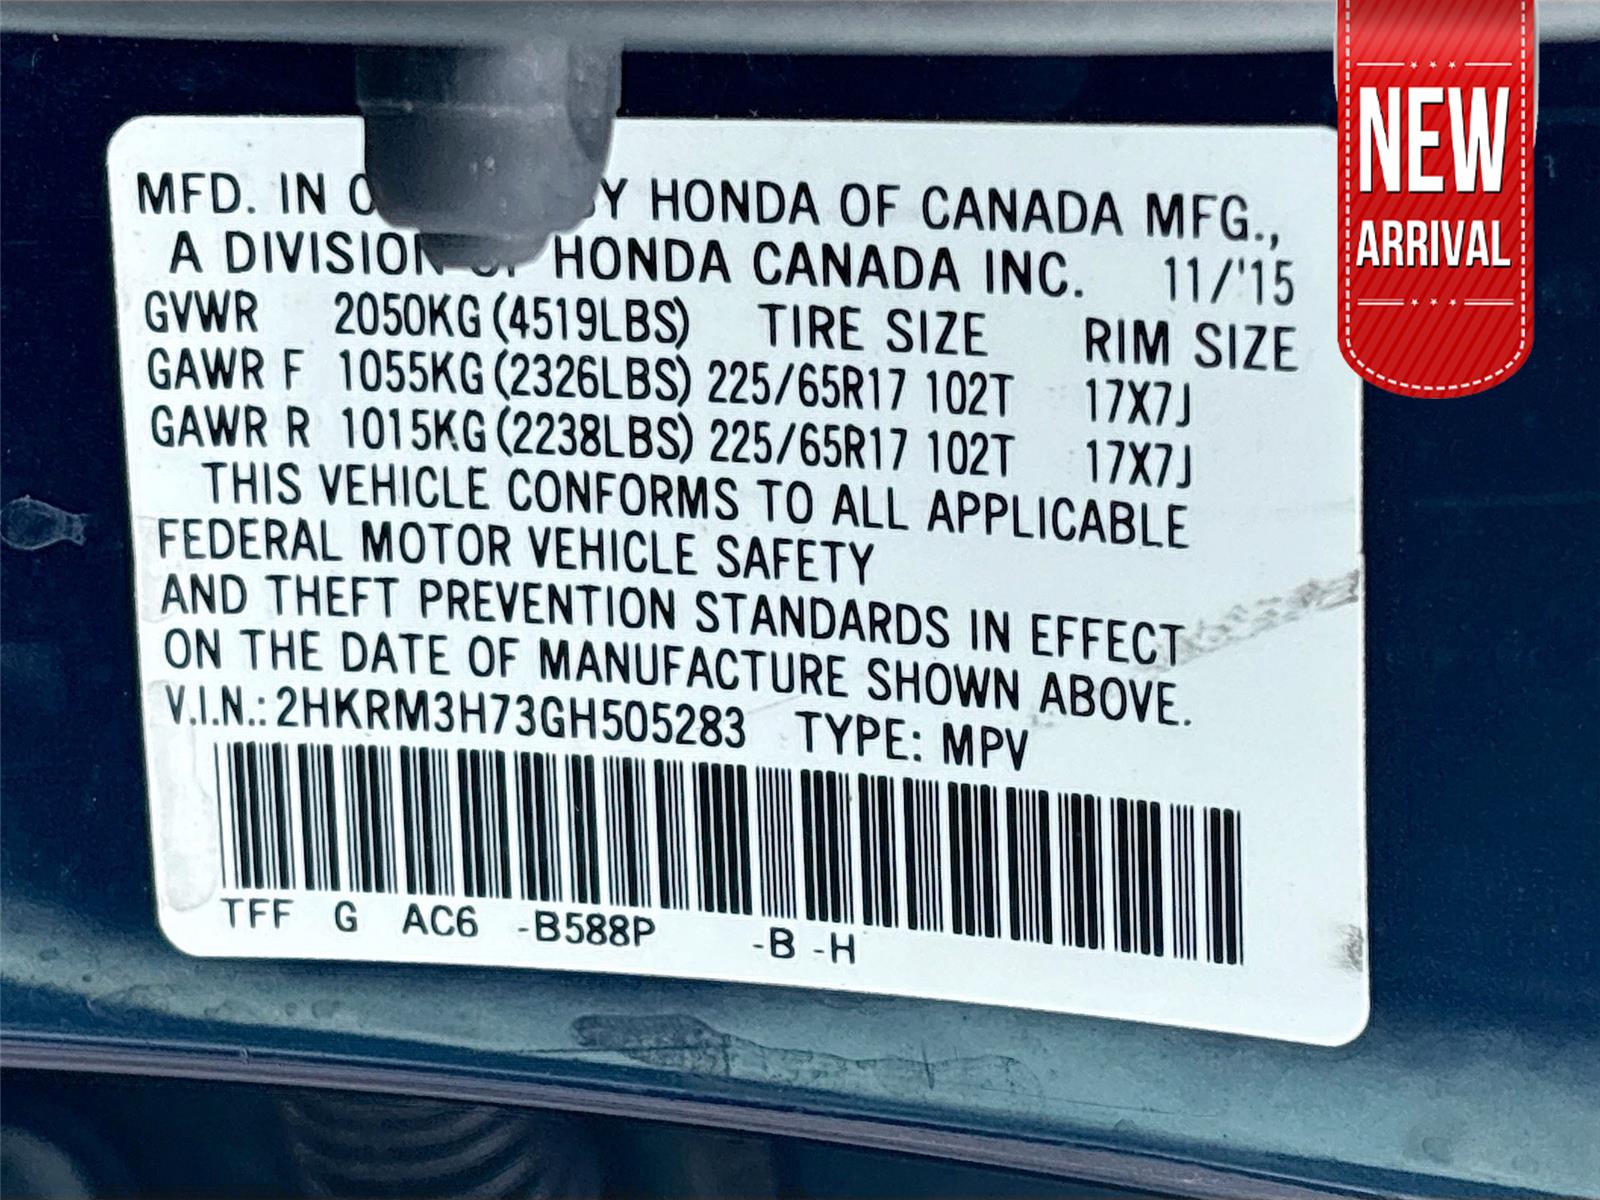 MFD. IN BY HONDA OF CANADA MFG.,
A DIVISION OF HONDA CANADA INC. 11/'15
GVWR 2050KG (4519LBS) TIRE SIZE RIM SIZE
GAWR F 1055KG (2326LBS) 225/65R17 102T 17X7J
GAWR R 1015KG (2238LBS) 225/65R17 102T 17X7J
THIS VEHICLE CONFORMS TO ALL APPLICABLE
FEDERAL MOTOR VEHICLE SAFETY
AND THEFT PREVENTION STANDARDS IN EFFECT
ON THE DATE OF MANUFACTURE SHOWN ABOVE.
V.I.N.: 2HKRM3H73GH505283 TYPE: MPV
TFF G AC6 -B588P -B -H
NEW
ARRIVAL